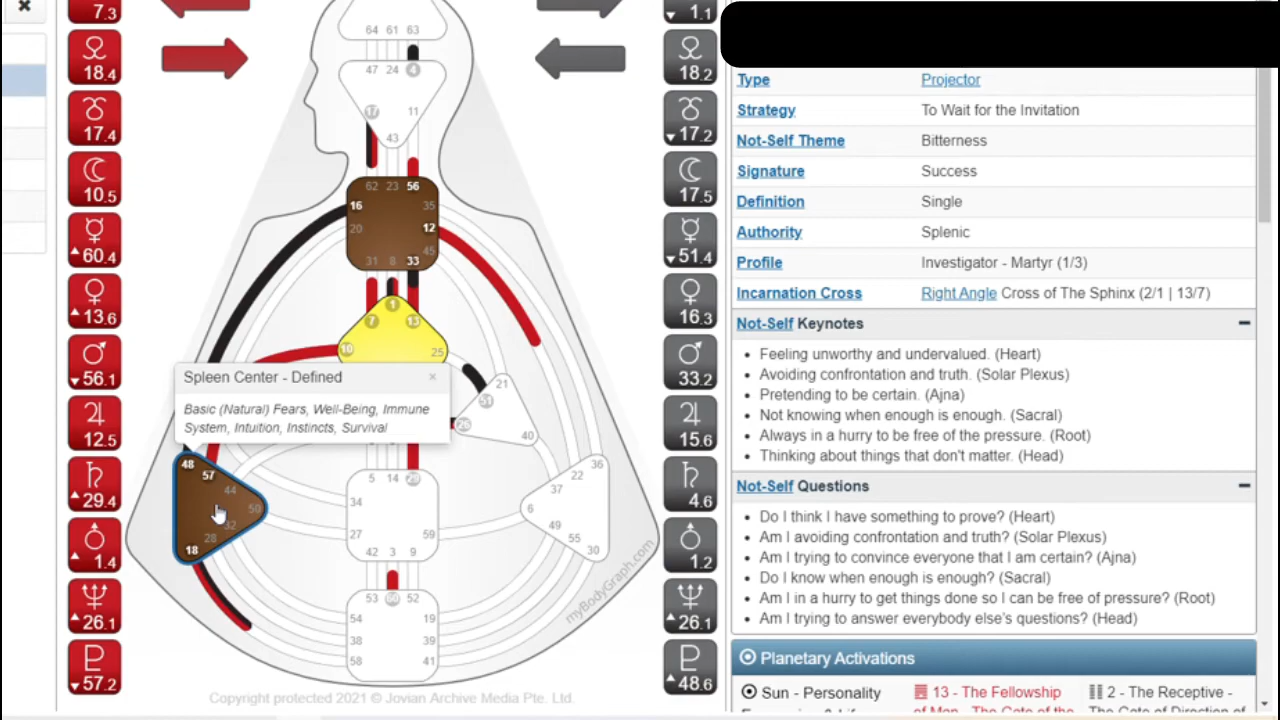 7.3
18.4
17.4
10.5
60.4
13.6
56.1
12.5
29.4
1.4
26.1
57.2
64 61 63
47 24 4
17 11
43
62 23 56
16 35
20 12
45
31 8 33
1
7 13
10 25
21
51
26
40
Spleen Center - Defined ×
Basic (Natural) Fears, Well-Being, Immune
System, Intuition, Instincts, Survival
48
57
44
50
32
28
18
5 14 29
34
27 59
42 3 9
36
22
37
6
49
55
30
53 60 52
54 19
38 39
58 41
myBodyGraph.com
Copyright protected 2021 © Jovian Archive Media Pte. Ltd.
1.1
18.2
17.2
17.5
51.4
16.3
33.2
15.6
4.6
1.2
26.1
48.6
Type Projector
Strategy To Wait for the Invitation
Not-Self Theme Bitterness
Signature Success
Definition Single
Authority Splenic
Profile Investigator - Martyr (1/3)
Incarnation Cross Right Angle Cross of The Sphinx (2/1 | 13/7)
Not-Self Keynotes
Feeling unworthy and undervalued. (Heart)
Avoiding confrontation and truth. (Solar Plexus)
Pretending to be certain. (Ajna)
Not knowing when enough is enough. (Sacral)
Always in a hurry to be free of the pressure. (Root)
Thinking about things that don't matter. (Head)
Not-Self Questions
Do I think I have something to prove? (Heart)
Am I avoiding confrontation and truth? (Solar Plexus)
Am I trying to convince everyone that I am certain? (Ajna)
Do I know when enough is enough? (Sacral)
Am I in a hurry to get things done so I can be free of pressure? (Root)
Am I trying to answer everybody else's questions? (Head)
Planetary Activations
Sun - Personality 13 - The Fellowship 2 - The Receptive -
of Man - The Gate of the The Gate of Direction of